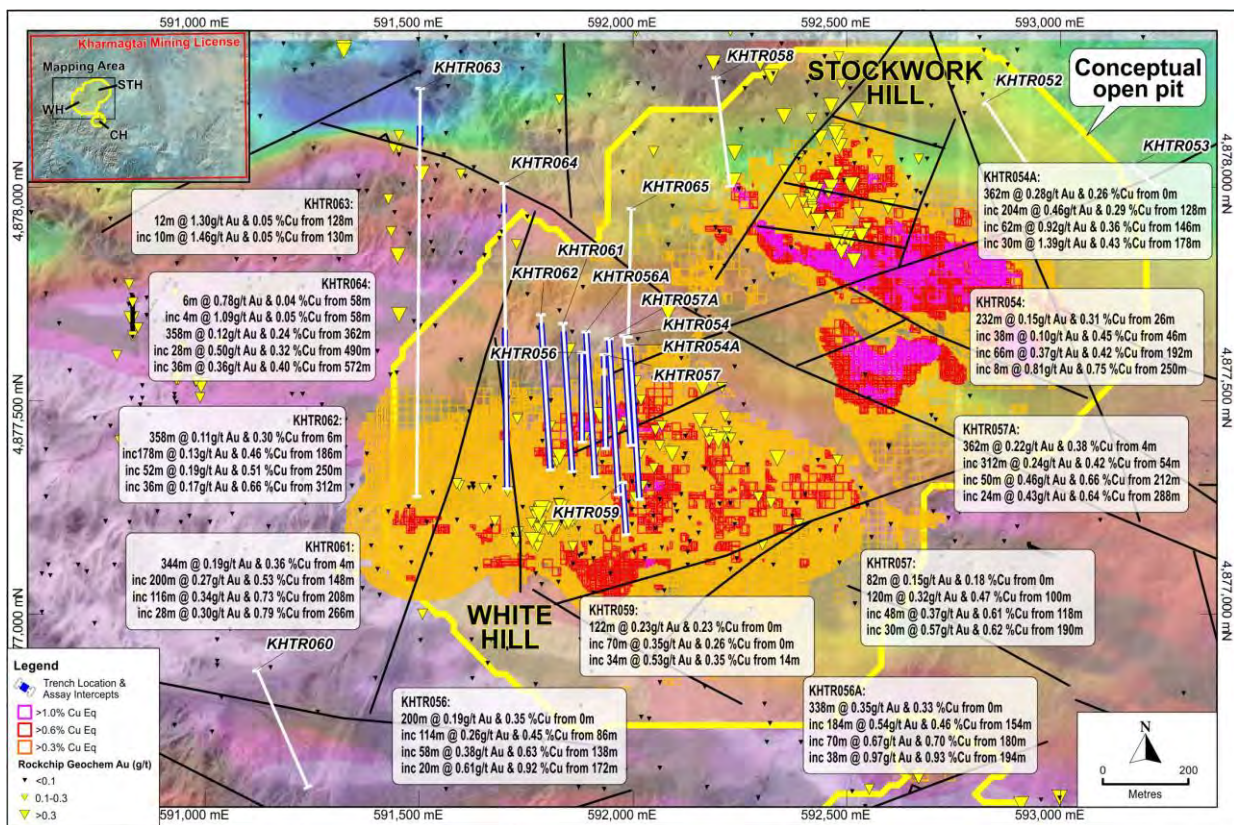 591,000 mE
591,500 mE
592,000 mE
592,500 mE
593,000 mE
Kharmagtai Mining License
Mapping Area
STH
WH
CH
KHTR063
KHTR058
STOCKWORK
HILL
KHTR052
Conceptual
open pit
KHTR053
4,878,000 mN
4,878,000 mN
KHTR064
KHTR065
KHTR063:
12m @ 1.30g/t Au & 0.05 %Cu from 128m
inc 10m @ 1.46g/t Au & 0.05 %Cu from 130m
KHTR054A:
362m @ 0.28g/t Au & 0.26 %Cu from 0m
inc 204m @ 0.46g/t Au & 0.29 %Cu from 128m
inc 62m @ 0.92g/t Au & 0.36 %Cu from 146m
inc 30m @ 1.39g/t Au & 0.43 %Cu from 178m
KHTR061
KHTR062
KHTR056A
KHTR057A
KHTR054
KHTR054A
KHTR056
KHTR057
KHTR064:
6m @ 0.78g/t Au & 0.04 %Cu from 58m
inc 4m @ 1.09g/t Au & 0.05 %Cu from 58m
358m @ 0.12g/t Au & 0.24 %Cu from 362m
inc 28m @ 0.50g/t Au & 0.32 %Cu from 490m
inc 36m @ 0.36g/t Au & 0.40 %Cu from 572m
KHTR054:
232m @ 0.15g/t Au & 0.31 %Cu from 26m
inc 38m @ 0.10g/t Au & 0.45 %Cu from 46m
inc 66m @ 0.37g/t Au & 0.42 %Cu from 192m
inc 8m @ 0.81g/t Au & 0.75 %Cu from 250m
4,877,500 mN
4,877,500 mN
KHTR062:
358m @ 0.11g/t Au & 0.30 %Cu from 6m
inc178m @ 0.13g/t Au & 0.46 %Cu from 186m
inc 52m @ 0.19g/t Au & 0.51 %Cu from 250m
inc 36m @ 0.17g/t Au & 0.66 %Cu from 312m
KHTR057A:
362m @ 0.22g/t Au & 0.38 %Cu from 4m
inc 312m @ 0.24g/t Au & 0.42 %Cu from 54m
inc 50m @ 0.46g/t Au & 0.66 %Cu from 212m
inc 24m @ 0.43g/t Au & 0.64 %Cu from 288m
KHTR059
KHTR061:
344m @ 0.19g/t Au & 0.36 %Cu from 4m
inc 200m @ 0.27g/t Au & 0.53 %Cu from 148m
inc 116m @ 0.34g/t Au & 0.73 %Cu from 208m
inc 28m @ 0.30g/t Au & 0.79 %Cu from 266m
KHTR057:
82m @ 0.15g/t Au & 0.18 %Cu from 0m
120m @ 0.32g/t Au & 0.47 %Cu from 100m
inc 48m @ 0.37g/t Au & 0.61 %Cu from 118m
inc 30m @ 0.57g/t Au & 0.62 %Cu from 190m
WHITE
HILL
KHTR059:
122m @ 0.23g/t Au & 0.23 %Cu from 0m
inc 70m @ 0.35g/t Au & 0.26 %Cu from 0m
inc 34m @ 0.53g/t Au & 0.35 %Cu from 14m
77,000 mN
4,877,000 mN
KHTR060
Legend
Trench Location &
Assay Intercepts
>1.0% Cu Eq
>0.6% Cu Eq
>0.3% Cu Eq
Rockchip Geochem Au (g/t)
<0.1
0.1-0.3
>0.3
KHTR056:
200m @ 0.19g/t Au & 0.35 %Cu from 0m
inc 114m @ 0.26g/t Au & 0.45 %Cu from 86m
inc 58m @ 0.38g/t Au & 0.63 %Cu from 138m
inc 20m @ 0.61g/t Au & 0.92 %Cu from 172m
KHTR056A:
338m @ 0.35g/t Au & 0.33 %Cu from 0m
inc 184m @ 0.54g/t Au & 0.46 %Cu from 154m
inc 70m @ 0.67g/t Au & 0.70 %Cu from 180m
inc 38m @ 0.97g/t Au & 0.93 %Cu from 194m
N
0 200
Metres
591,000 mE
591,500 mE
592,000 mE
592,500 mE
593,000 mE